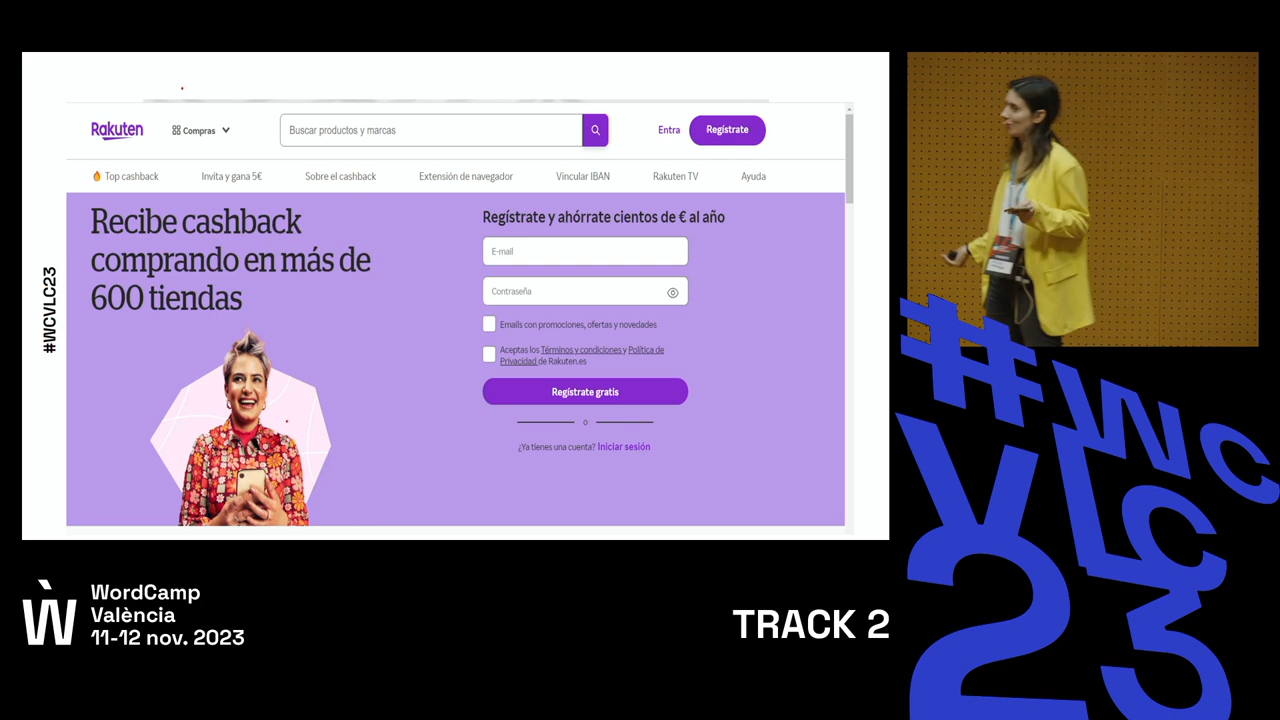 Rakuten
Compras
Buscar productos y marcas
Entra
Regístrate
Top cashback
Invita y gana 5€
Sobre el cashback
Extensión de navegador
Vincular IBAN
Rakuten TV
Ayuda
Recibe cashback
comprando en más de
600 tiendas
Regístrate y ahórrate cientos de € al año
E-mail
Contraseña
Emails con promociones, ofertas y novedades
Aceptas los Términos y condiciones y Política de
Privacidad de Rakuten.es
Regístrate gratis
o
¿Ya tienes una cuenta? Iniciar sesión
#WCVLC23
W
WordCamp
València
11-12 nov. 2023
TRACK 2
#WC
VLC
23